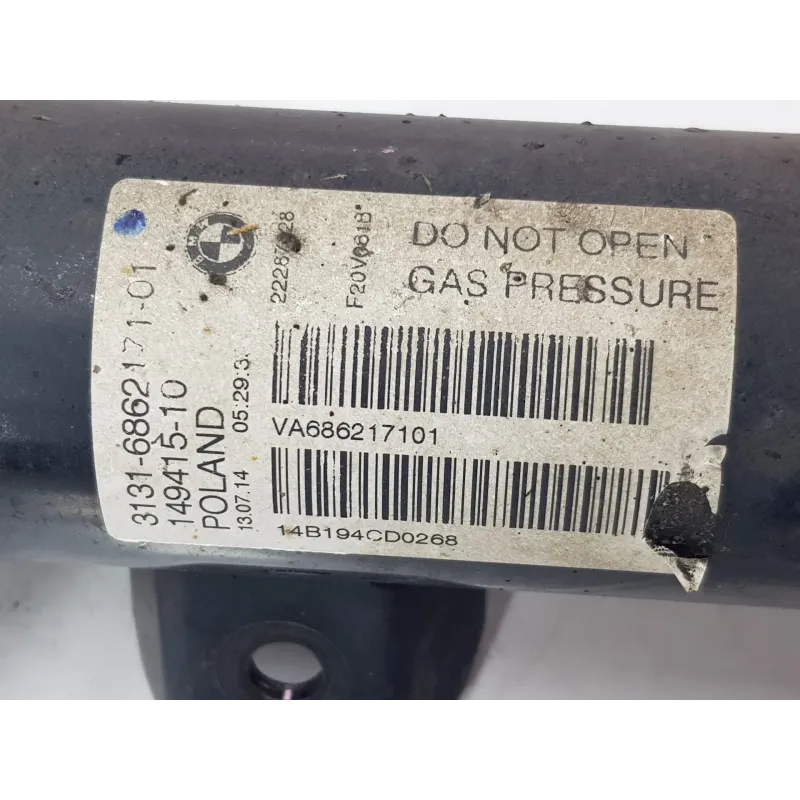 DO NOT OPEN
GAS PRESSURE
BMW
3131-6862171-01
149415-10
POLAND
13.07.14 05:29:3
VA686217101
14B194CD0268